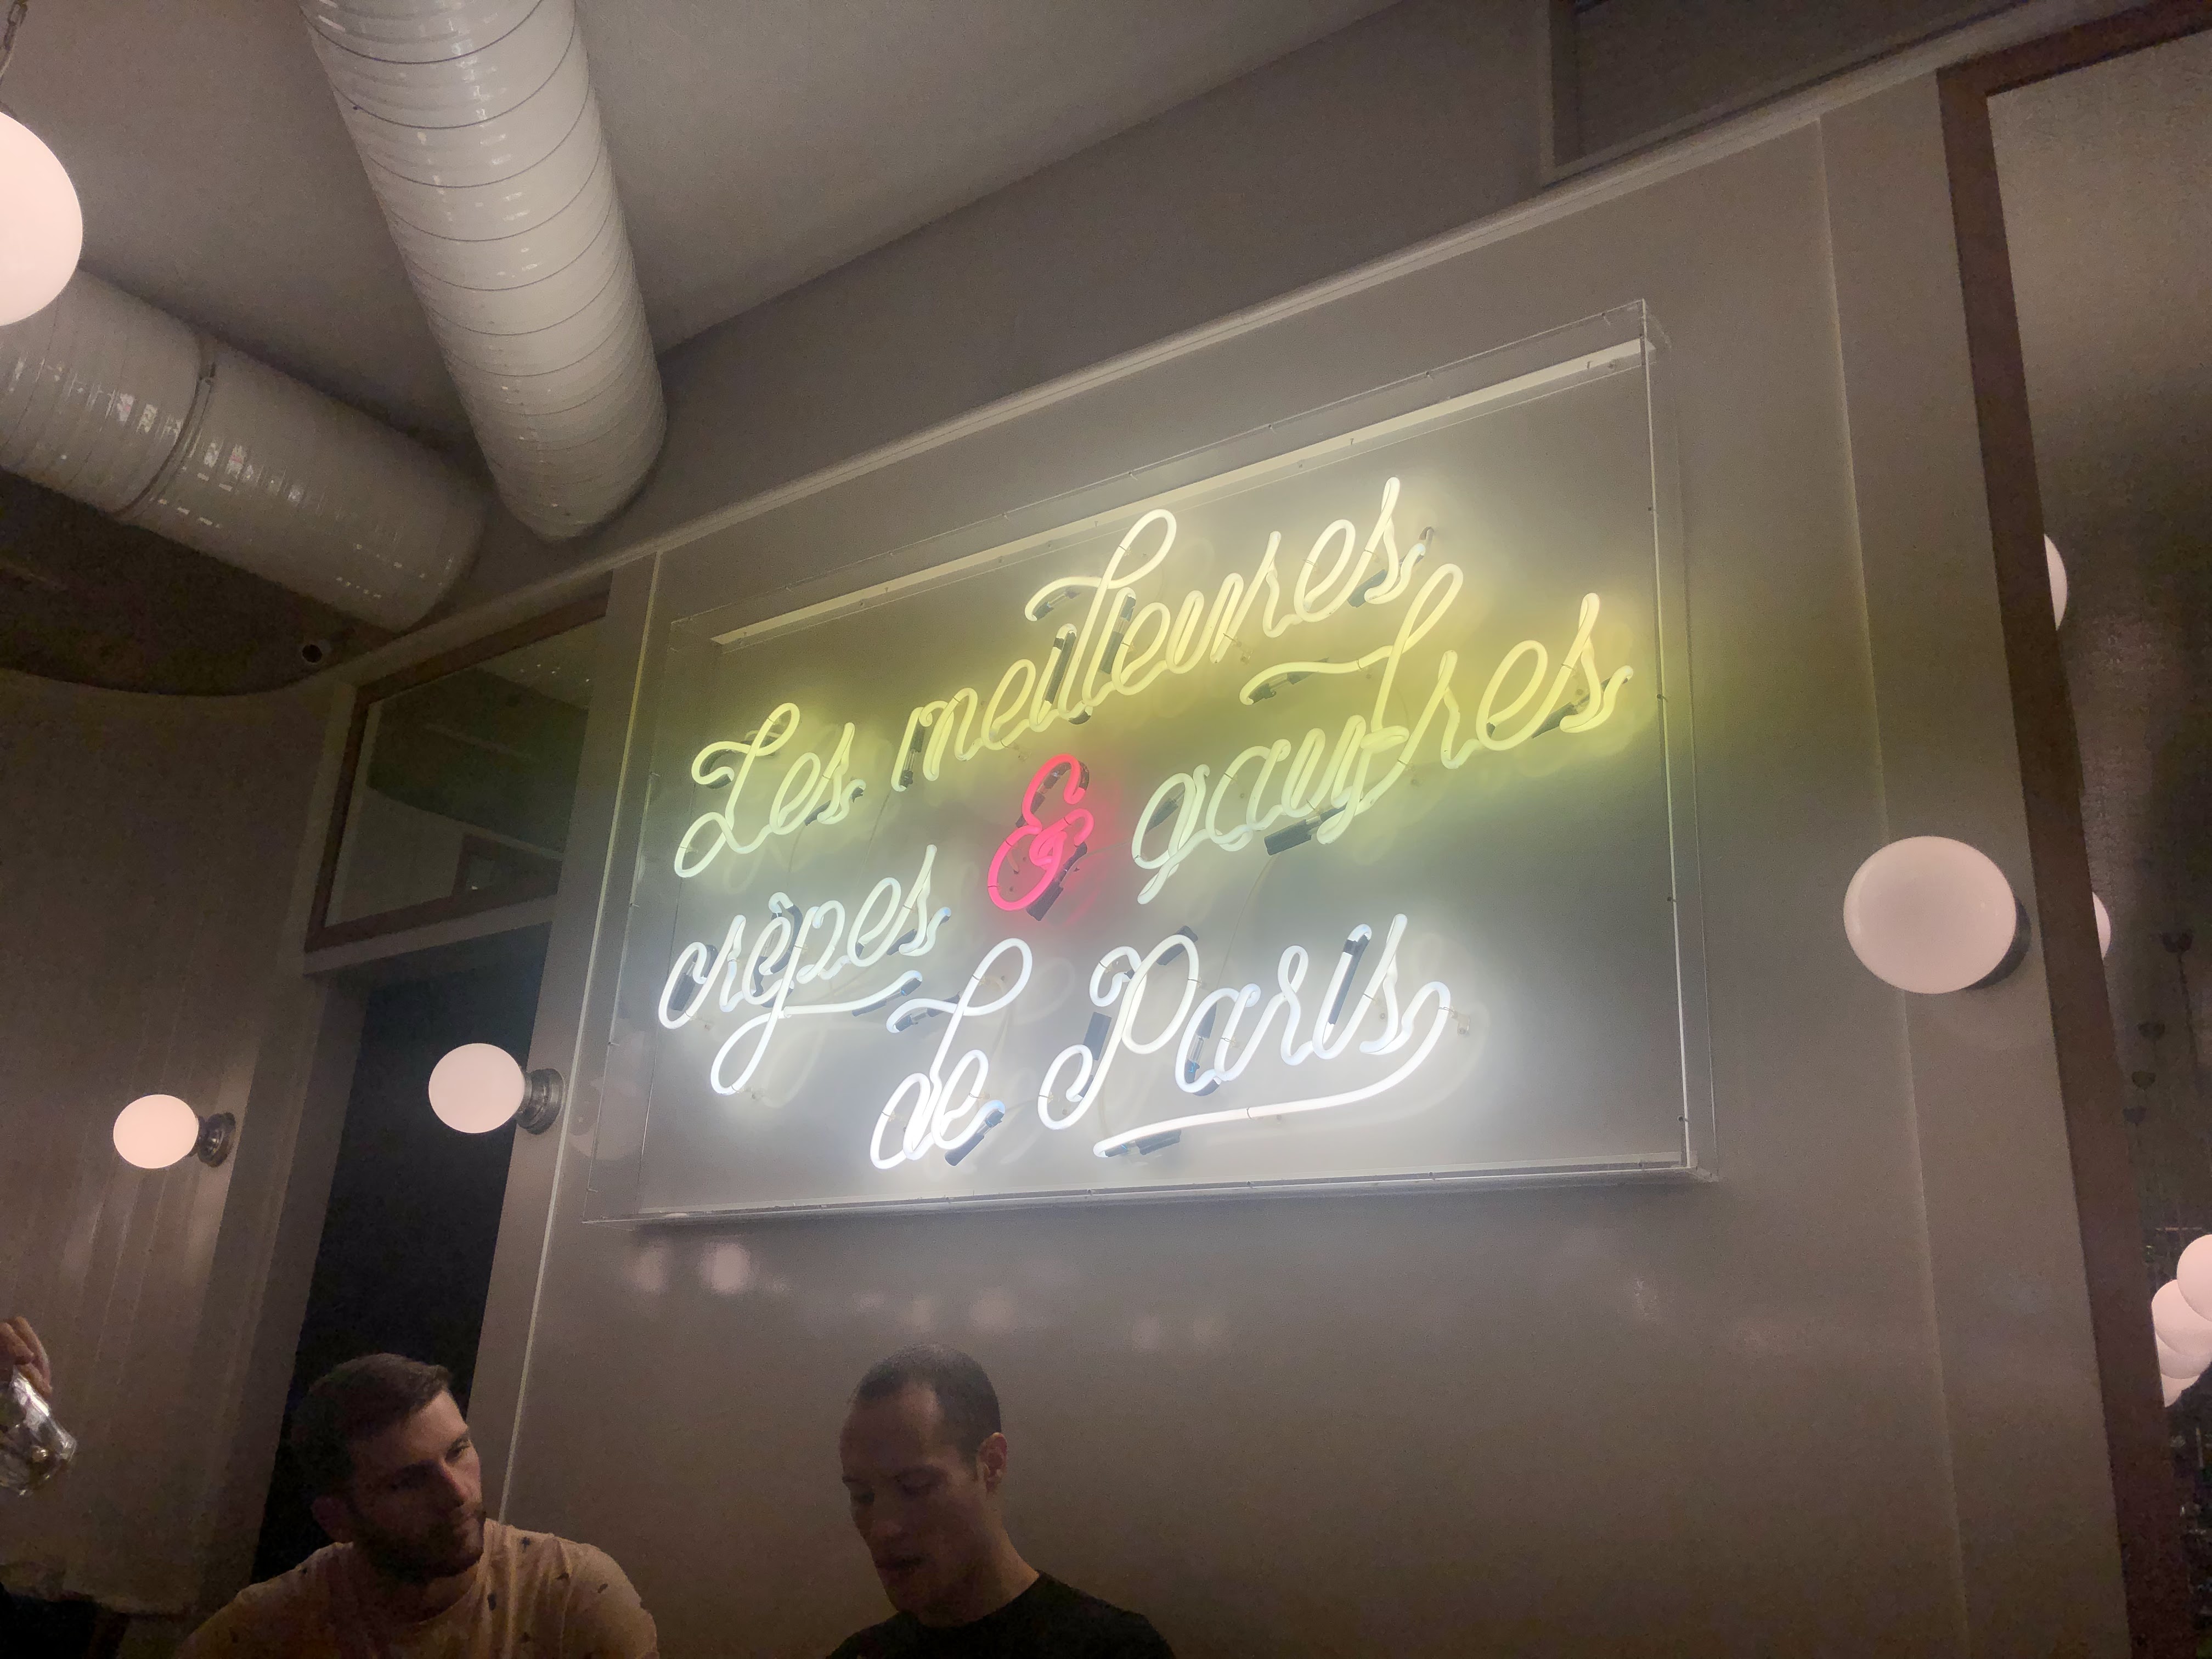 Les meilleures
crêpes & gaufres
de Paris